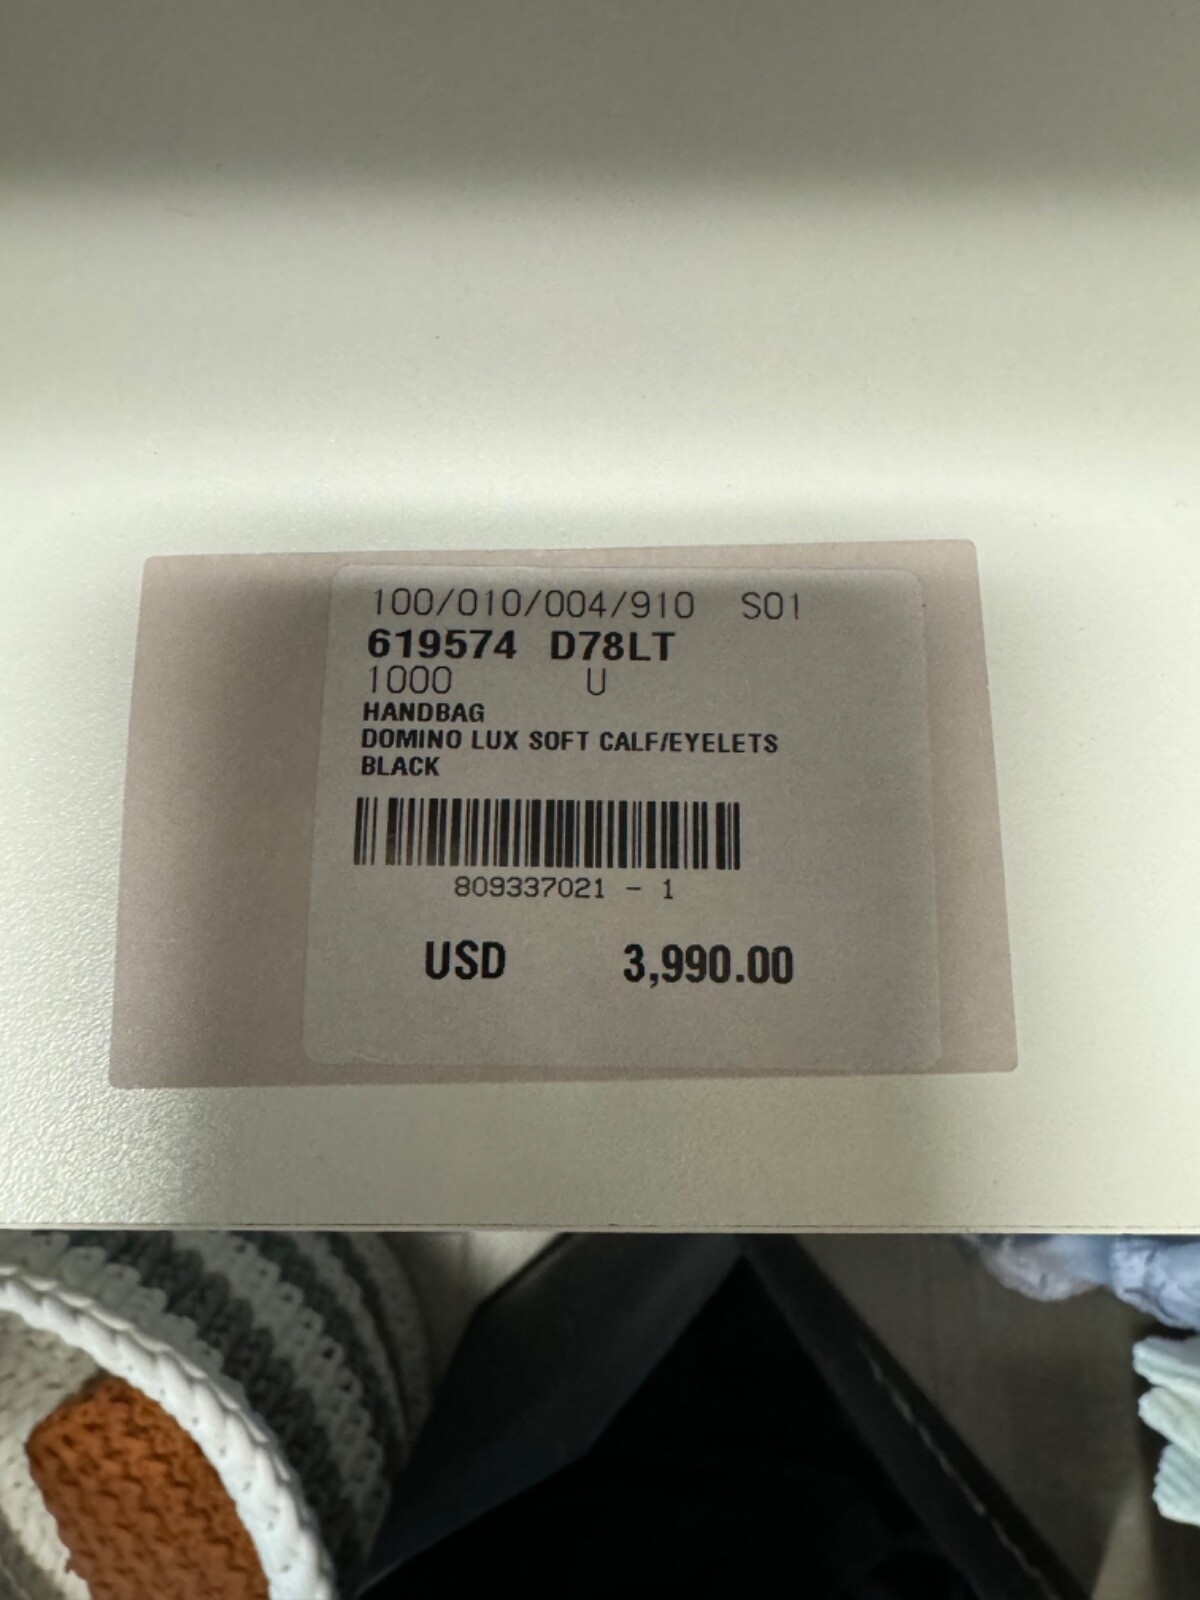 100/010/004/910 S01
619574 D78LT
1000 U
HANDBAG
DOMINO LUX SOFT CALF/EYELETS
BLACK
809337021 - 1
USD 3,990.00